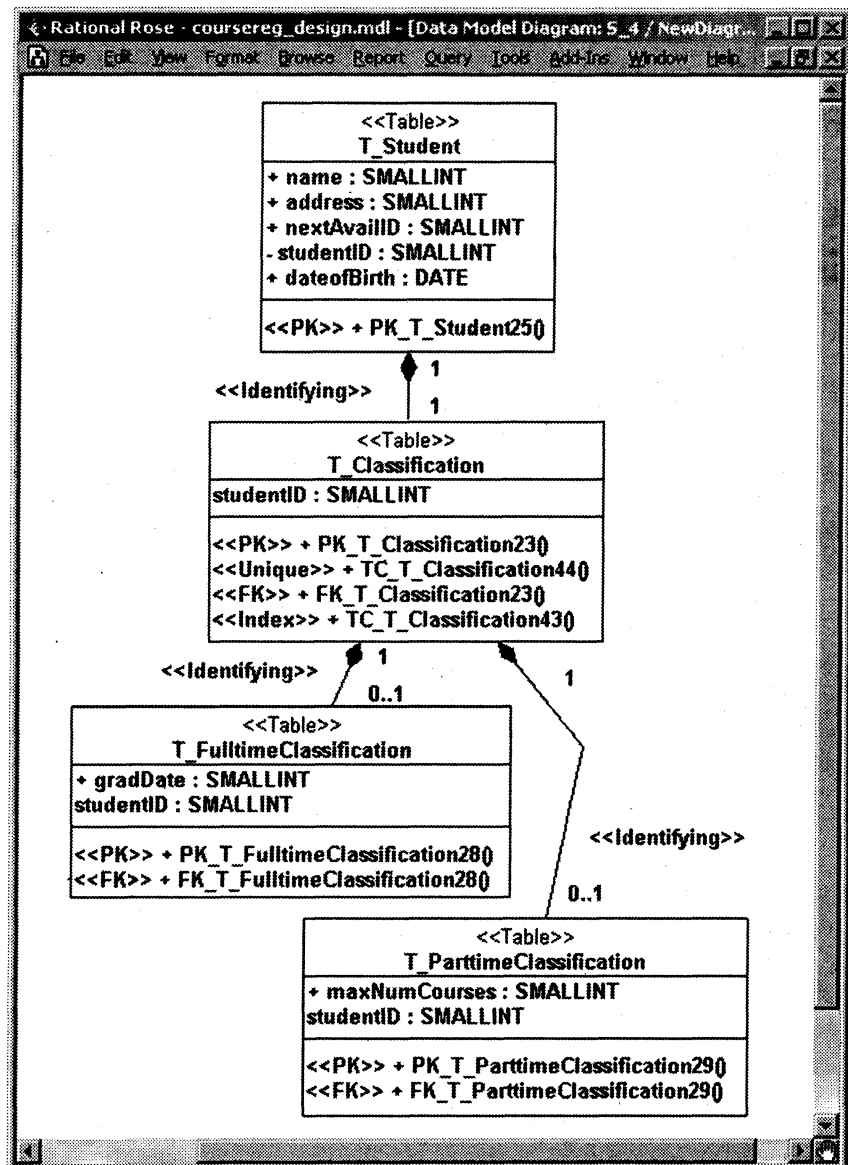 Rational Rose - coursereg_design.mdl - [Data Model Diagram: S_4 / NewDiagr...
File Edit View Format Browse Report Query Tools Add-Ins Window Help
<<Table>>
T_Student
+ name : SMALLINT
+ address : SMALLINT
+ nextAvailID : SMALLINT
- studentID : SMALLINT
+ dateofBirth : DATE
<<PK>> + PK_T_Student25()
1
<<Identifying>>
1
<<Table>>
T_Classification
studentID : SMALLINT
<<PK>> + PK_T_Classification23()
<<Unique>> + TC_T_Classification44()
<<FK>> + FK_T_Classification23()
<<Index>> + TC_T_Classification43()
<<Identifying>> 1 1
0..1
<<Table>>
T_FulltimeClassification
+ gradDate : SMALLINT
studentID : SMALLINT
<<PK>> + PK_T_FulltimeClassification28()
<<FK>> + FK_T_FulltimeClassification28()
<<Identifying>>
0..1
<<Table>>
T_ParttimeClassification
+ maxNumCourses : SMALLINT
studentID : SMALLINT
<<PK>> + PK_T_ParttimeClassification29()
<<FK>> + FK_T_ParttimeClassification29()